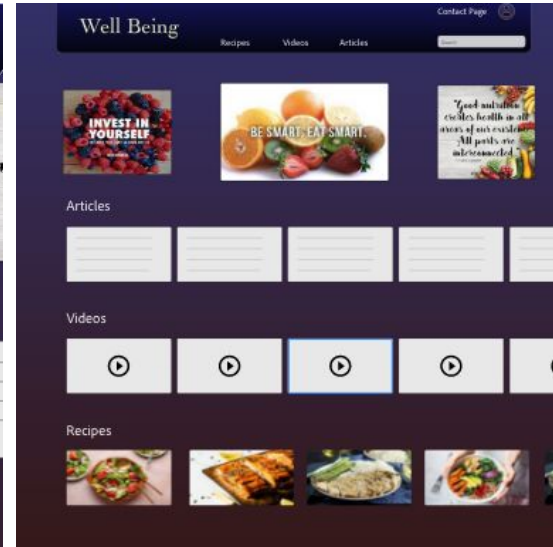 Contact Page
Well Being
Recipes Videos Articles
Search
INVEST IN
YOURSELF
BE SMART, EAT SMART.
"Good nutrition
creates health in all
areas of our existence.
All parts are
interconnected."
Articles
Videos
Recipes